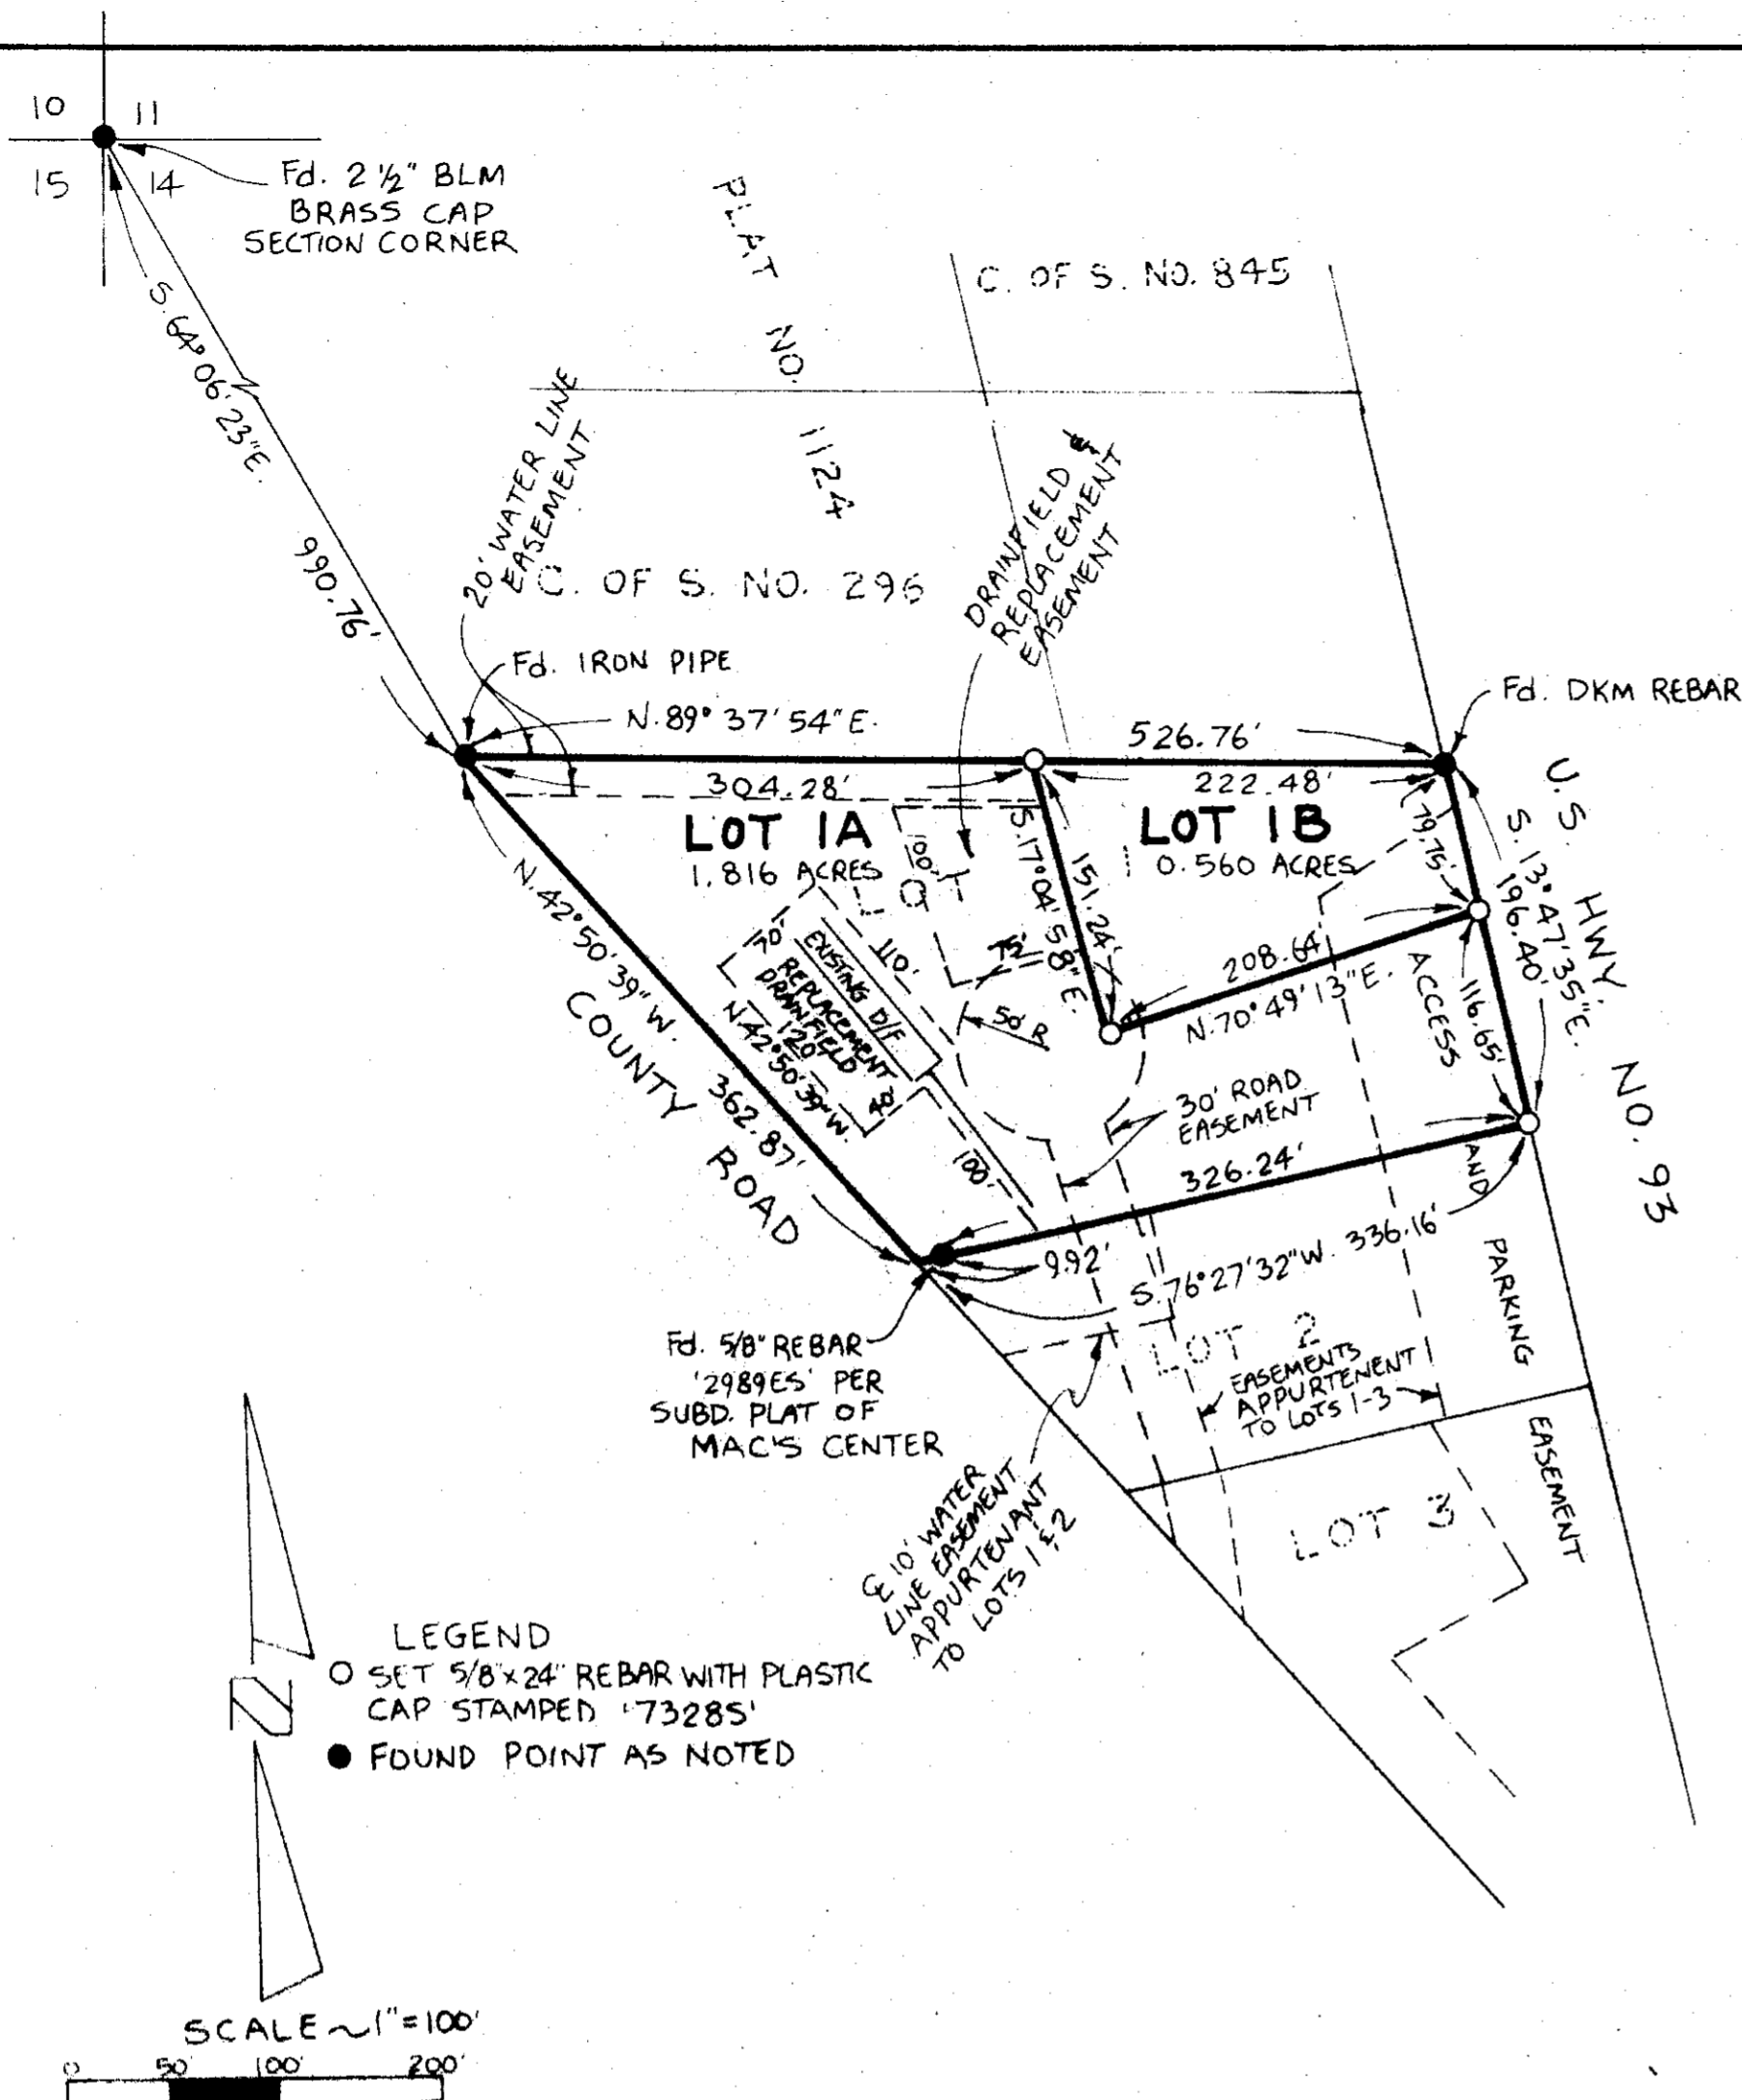 10
11
15
14
Fd. 2 ½" BLM
BRASS CAP
SECTION CORNER
S. 64° 06' 23" E.
990.76'
PLAT NO. 1124
C. OF S. NO. 845
20' WATER LINE
EASEMENT
C. OF S. NO. 296
DRAINFIELD &
REPLACEMENT
EASEMENT
Fd. IRON PIPE
Fd. DKM REBAR
N. 89° 37' 54" E.
526.76'
304.28'
222.48'
LOT 1A
1.816 ACRES
LOT 1B
0.560 ACRES
79.75'
S. 13° 47' 35" E.
196.40'
U.S. HWY. NO. 93
S. 17° 04' 58" E.
151.24'
100'
75'
50' R
208.64'
N. 70° 49' 13" E.
116.65'
ACCESS
AND
PARKING
EASEMENT
N. 42° 50' 39" W.
362.87'
COUNTY ROAD
70'
110'
EXISTING D/F
REPLACEMENT
DRAINFIELD
120'
N 42° 50' 39" W.
40'
100'
30' ROAD
EASEMENT
326.24'
9.92'
S. 76° 27' 32" W. 336.16'
Fd. 5/8" REBAR
'2989ES' PER
SUBD. PLAT OF
MAC'S CENTER
LOT 2
EASEMENTS
APPURTENENT
TO LOTS 1-3
LOT 3
℄ 10' WATER
LINE EASEMENT
APPURTENANT
TO LOTS 1 & 2
LEGEND
O SET 5/8" x 24" REBAR WITH PLASTIC
CAP STAMPED '7328S'
● FOUND POINT AS NOTED
N
SCALE ~ 1" = 100'
0 50' 100' 200'